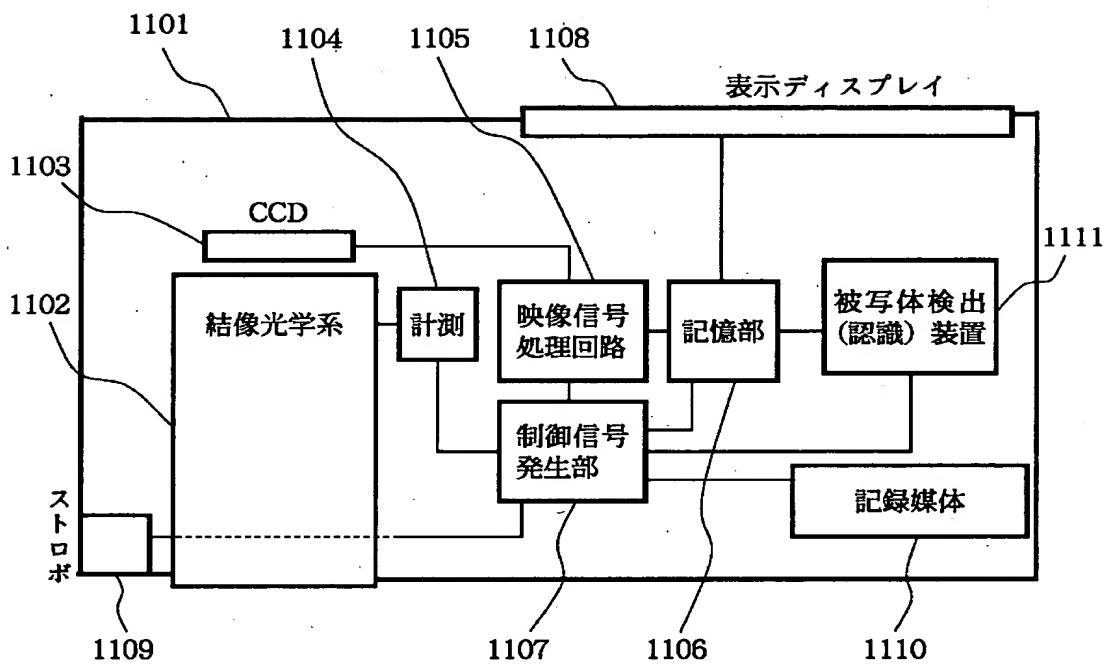 1101
1104
1105
1108
表示ディスプレイ
1103
CCD
1111
1102
結像光学系
計測
映像信号
処理回路
記憶部
被写体検出
(認識) 装置
制御信号
発生部
記録媒体
ストロボ
1109
1107
1106
1110